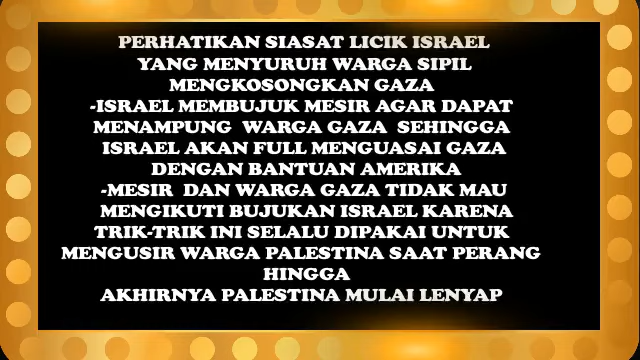 PERHATIKAN SIASAT LICIK ISRAEL
YANG MENYURUH WARGA SIPIL
MENGKOSONGKAN GAZA
-ISRAEL MEMBUJUK MESIR AGAR DAPAT
MENAMPUNG WARGA GAZA SEHINGGA
ISRAEL AKAN FULL MENGUASAI GAZA
DENGAN BANTUAN AMERIKA
-MESIR DAN WARGA GAZA TIDAK MAU
MENGIKUTI BUJUKAN ISRAEL KARENA
TRIK-TRIK INI SELALU DIPAKAI UNTUK
MENGUSIR WARGA PALESTINA SAAT PERANG
HINGGA
AKHIRNYA PALESTINA MULAI LENYAP